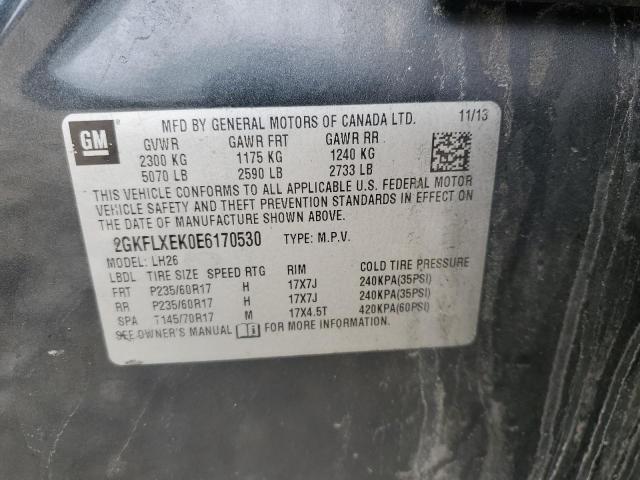 GM
MFD BY GENERAL MOTORS OF CANADA LTD. 11/13
GVWR GAWR FRT GAWR RR
2300 KG 1175 KG 1240 KG
5070 LB 2590 LB 2733 LB
THIS VEHICLE CONFORMS TO ALL APPLICABLE U.S. FEDERAL MOTOR
VEHICLE SAFETY AND THEFT PREVENTION STANDARDS IN EFFECT ON
THE DATE OF MANUFACTURE SHOWN ABOVE.
2GKFLXEK0E6170530 TYPE: M.P.V.
MODEL: LH26
LBDL TIRE SIZE SPEED RTG RIM COLD TIRE PRESSURE
FRT P235/60R17 H 17X7J 240KPA(35PSI)
RR P235/60R17 H 17X7J 240KPA(35PSI)
SPA T145/70R17 M 17X4.5T 420KPA(60PSI)
SEE OWNER'S MANUAL FOR MORE INFORMATION.